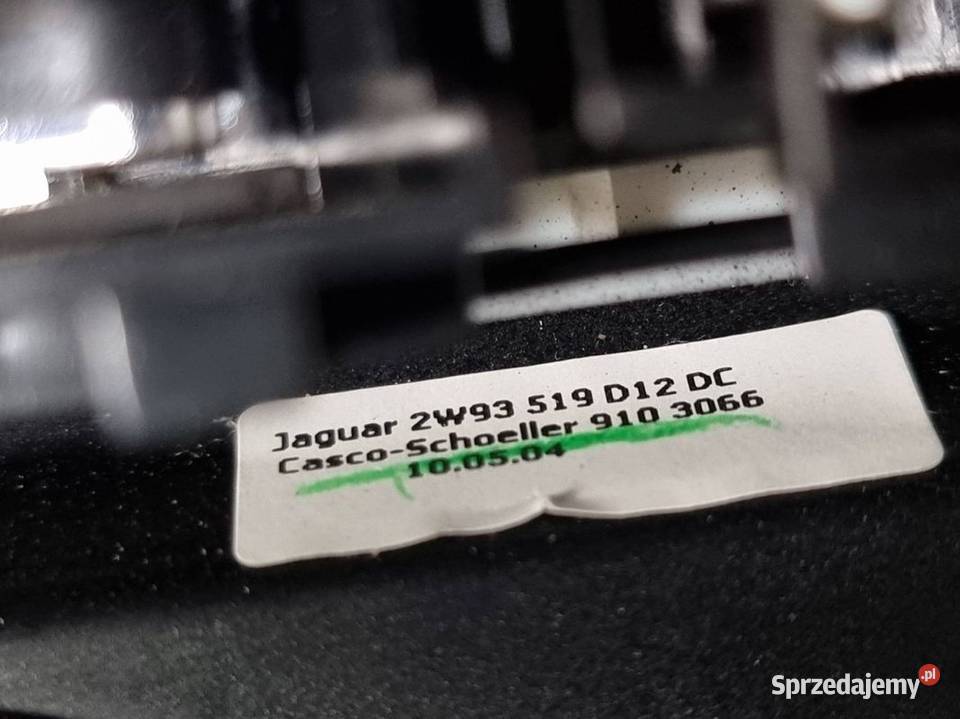 Jaguar 2W93 519 D12 DC
Casco-Schoeller 910 3066
10.05.04
Sprzedajemy.pl